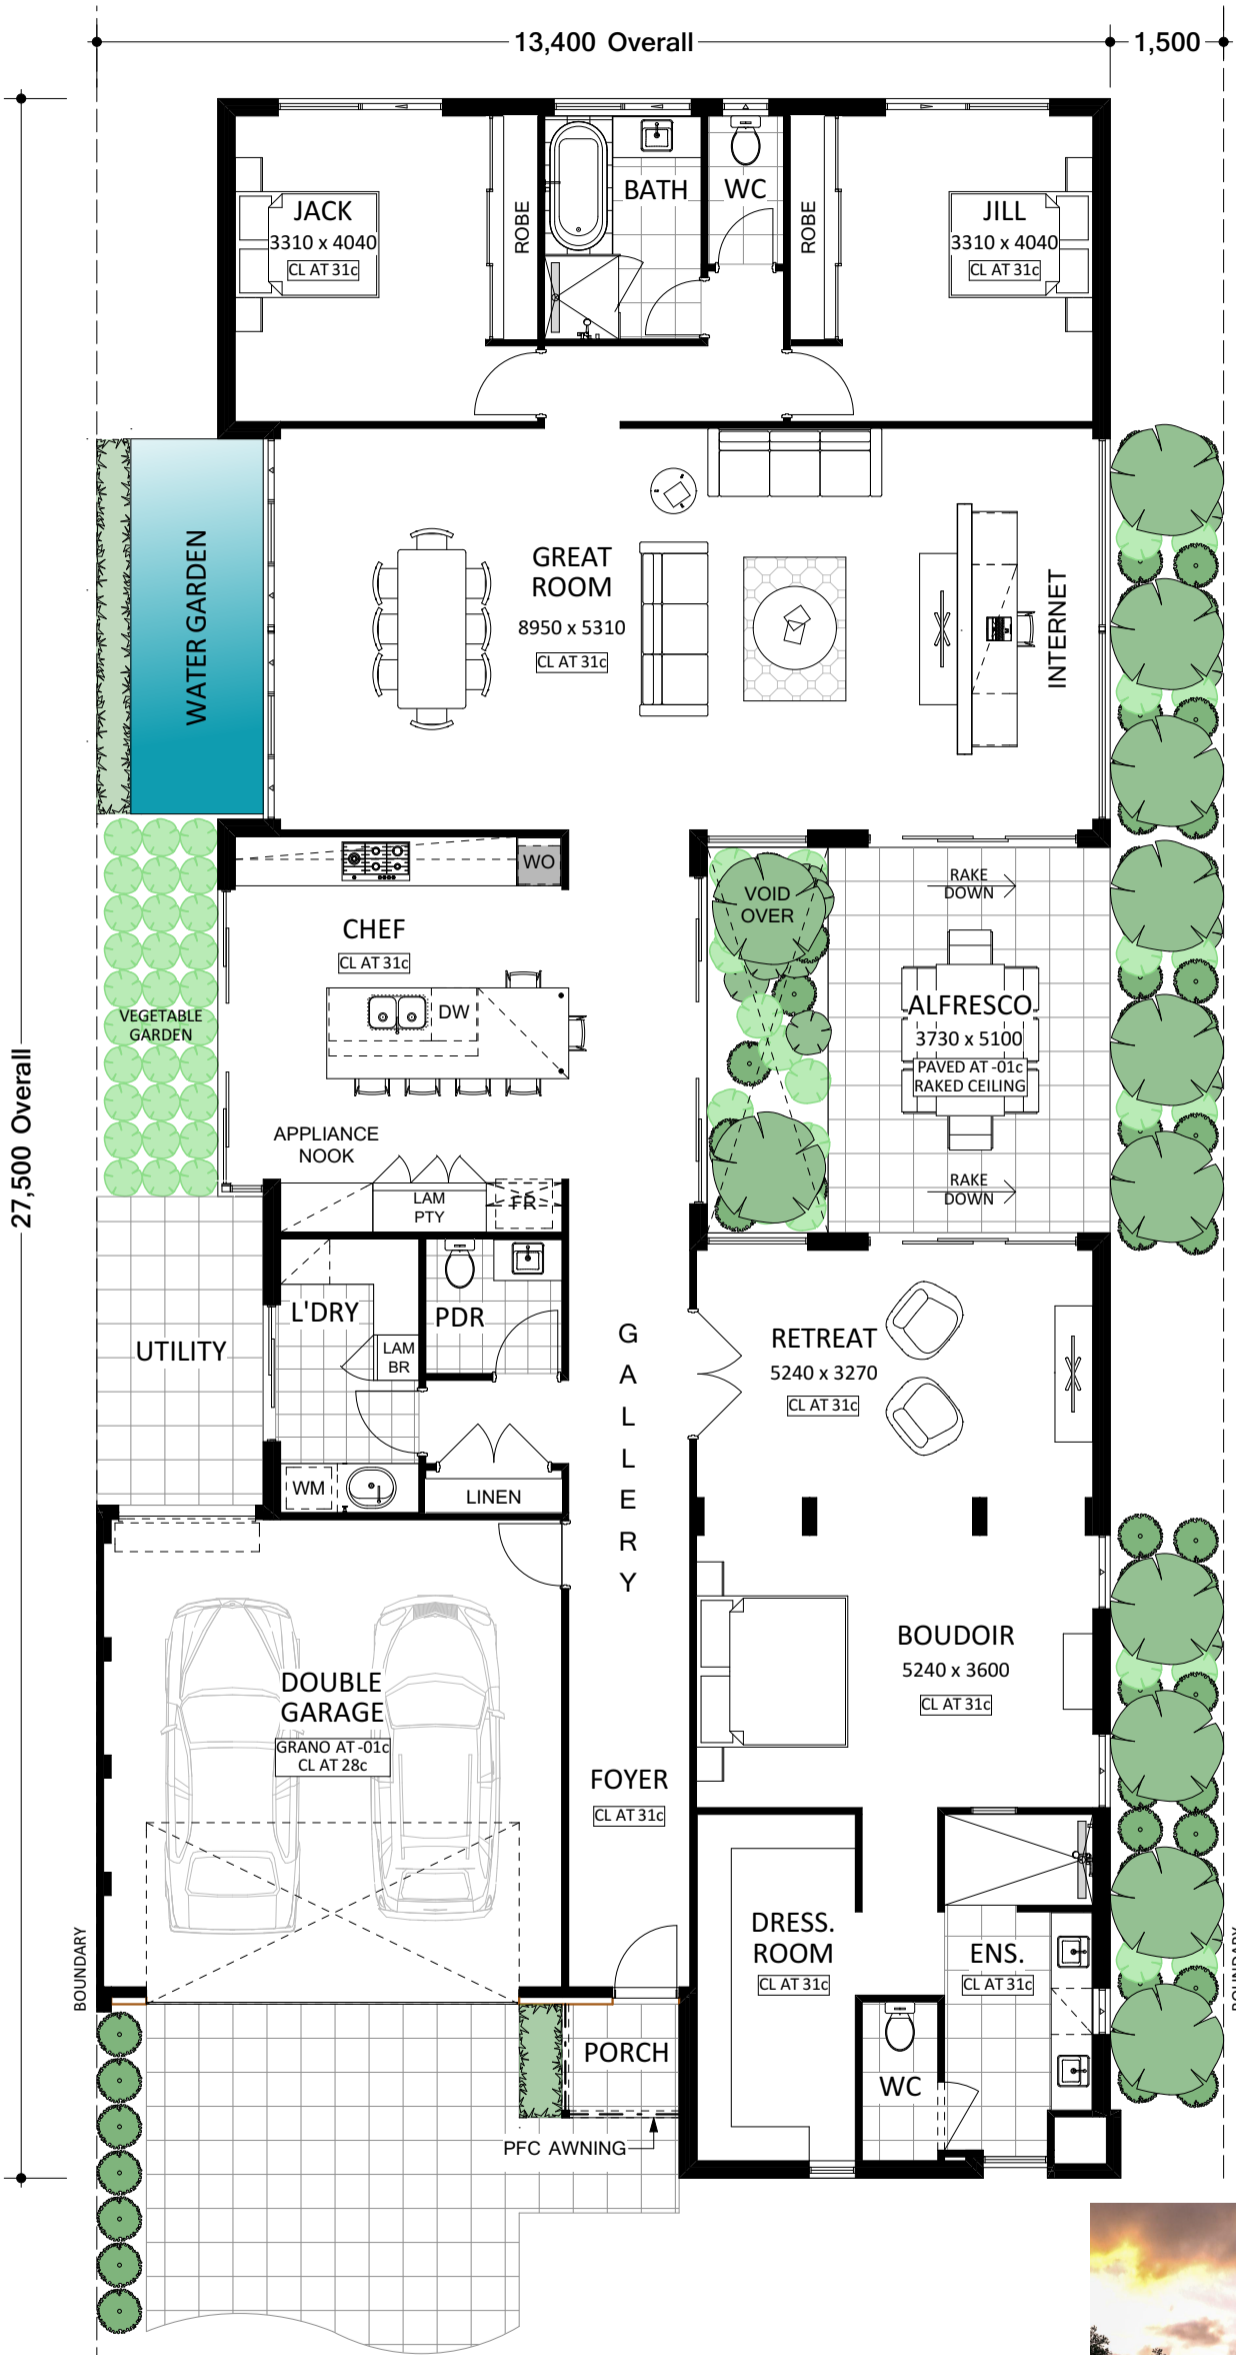 13,400 Overall
1,500
27,500 Overall
JACK
3310 x 4040
CL AT 31c
ROBE
BATH
WC
ROBE
JILL
3310 x 4040
CL AT 31c
WATER GARDEN
GREAT
ROOM
8950 x 5310
CL AT 31c
INTERNET
WO
CHEF
CL AT 31c
DW
VEGETABLE
GARDEN
APPLIANCE
NOOK
LAM
PTY
FR
VOID
OVER
RAKE
DOWN
ALFRESCO
3730 x 5100
PAVED AT -01c
RAKED CEILING
RAKE
DOWN
UTILITY
L'DRY
LAM
BR
PDR
WM
LINEN
GALLERY
RETREAT
5240 x 3270
CL AT 31c
BOUDOIR
5240 x 3600
CL AT 31c
DOUBLE
GARAGE
GRANO AT -01c
CL AT 28c
FOYER
CL AT 31c
DRESS.
ROOM
CL AT 31c
ENS.
CL AT 31c
WC
PORCH
PFC AWNING
BOUNDARY
BOUNDARY